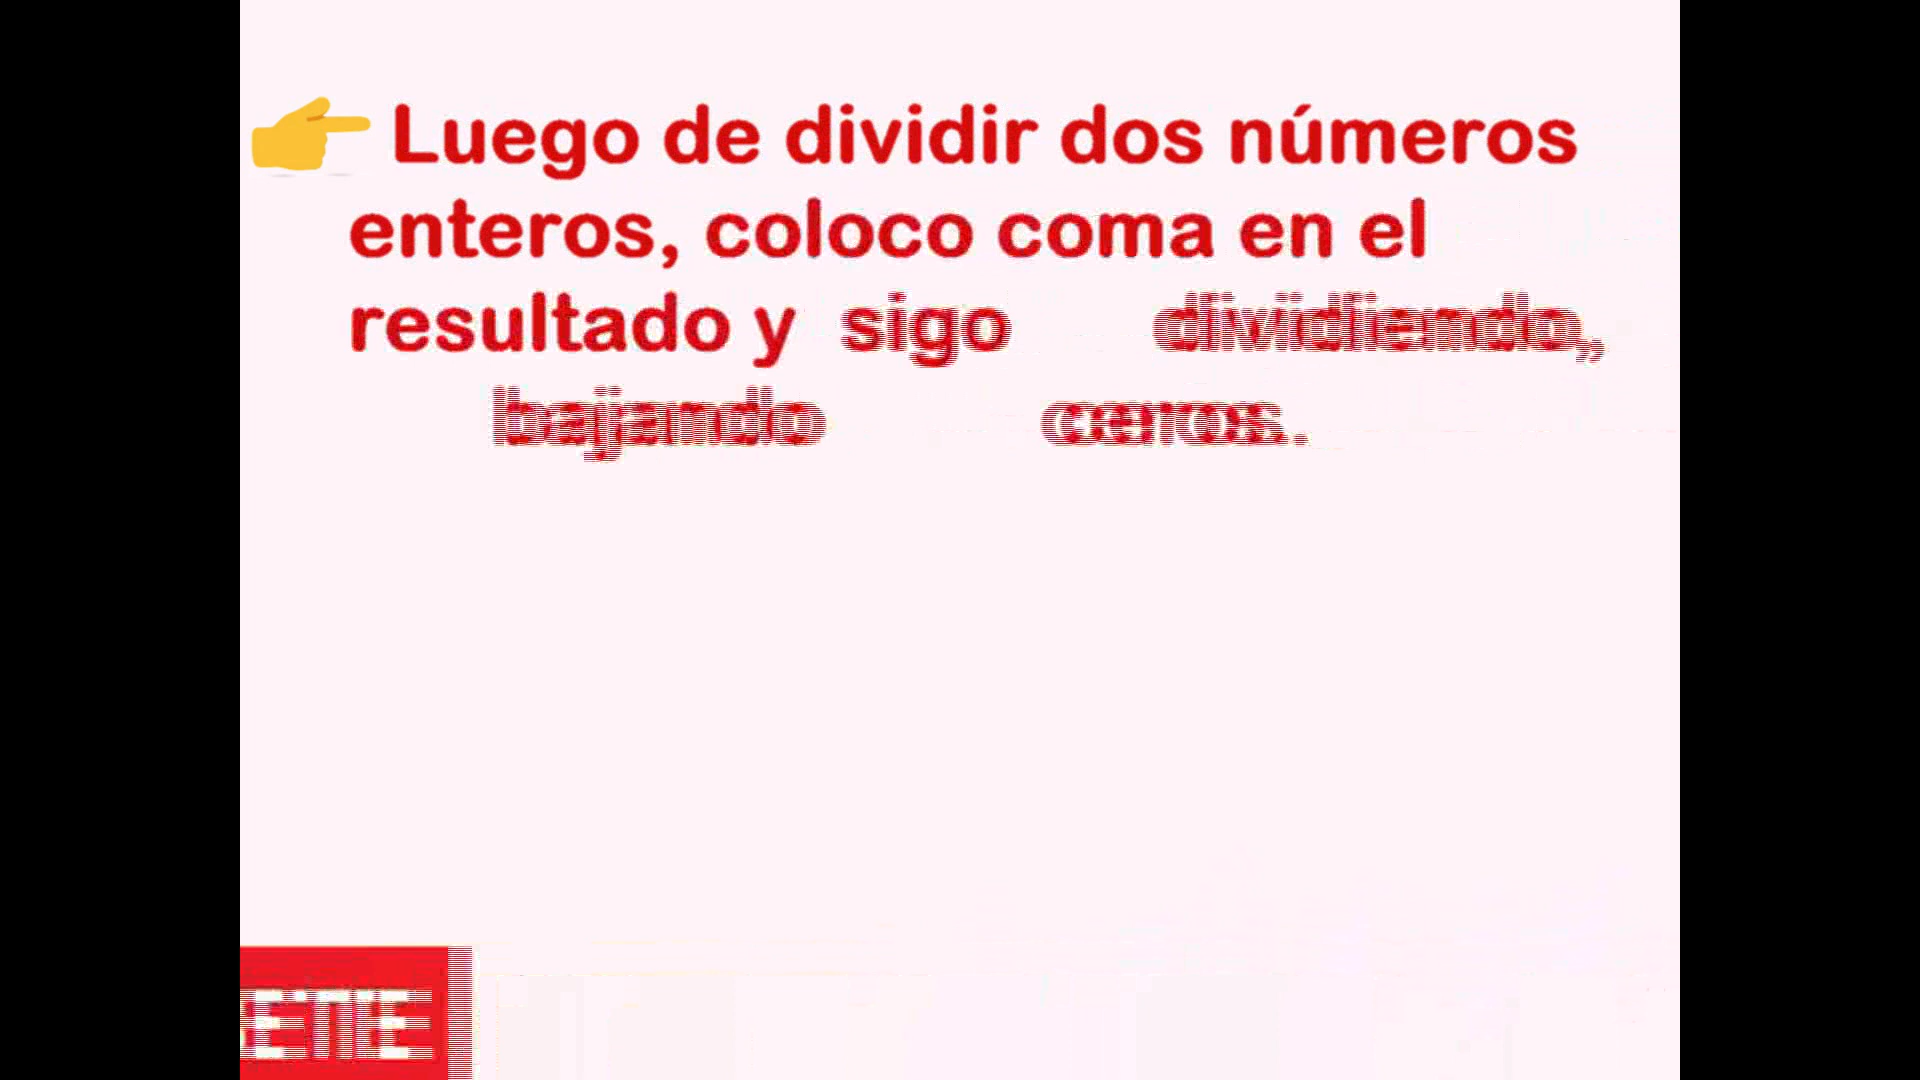 Luego de dividir dos números
enteros, coloco coma en el
resultado y sigo dividiendo,
bajando ceros.